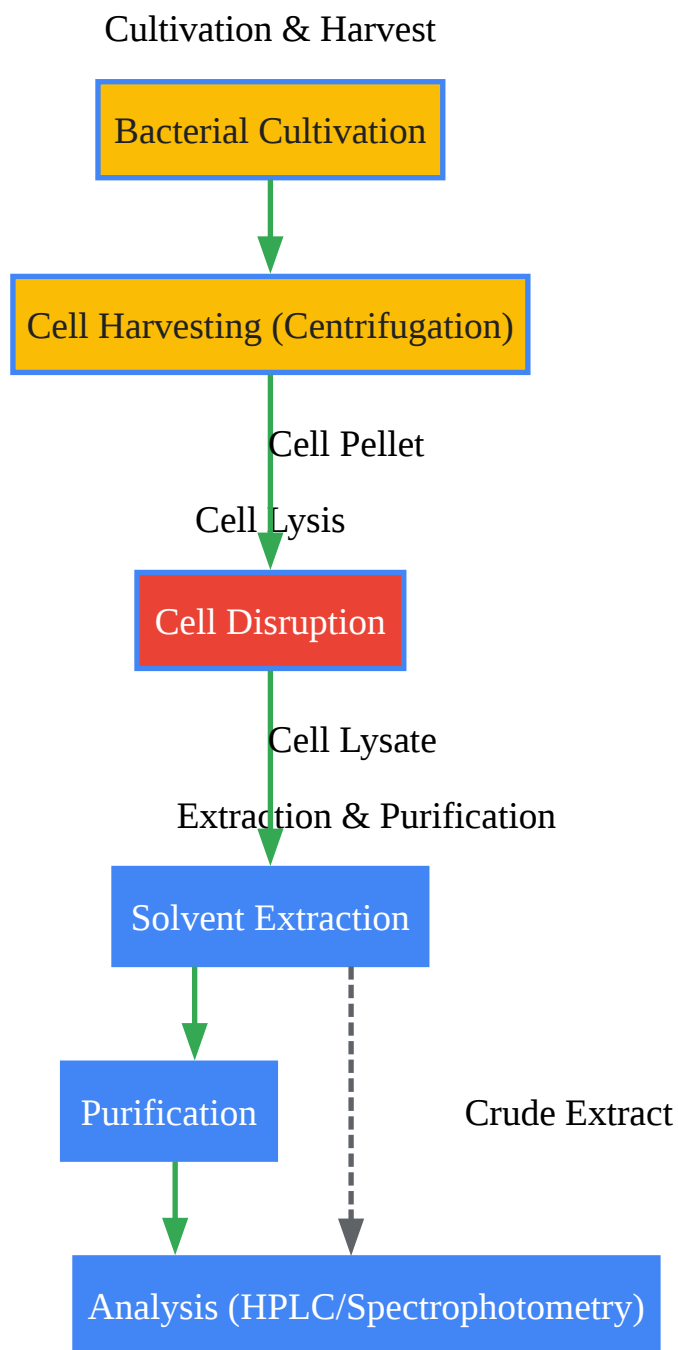 Cultivation & Harvest
Bacterial Cultivation
Cell Harvesting (Centrifugation)
Cell Pellet
Cell Lysis
Cell Disruption
Cell Lysate
Extraction & Purification
Solvent Extraction
Purification
Crude Extract
Analysis (HPLC/Spectrophotometry)